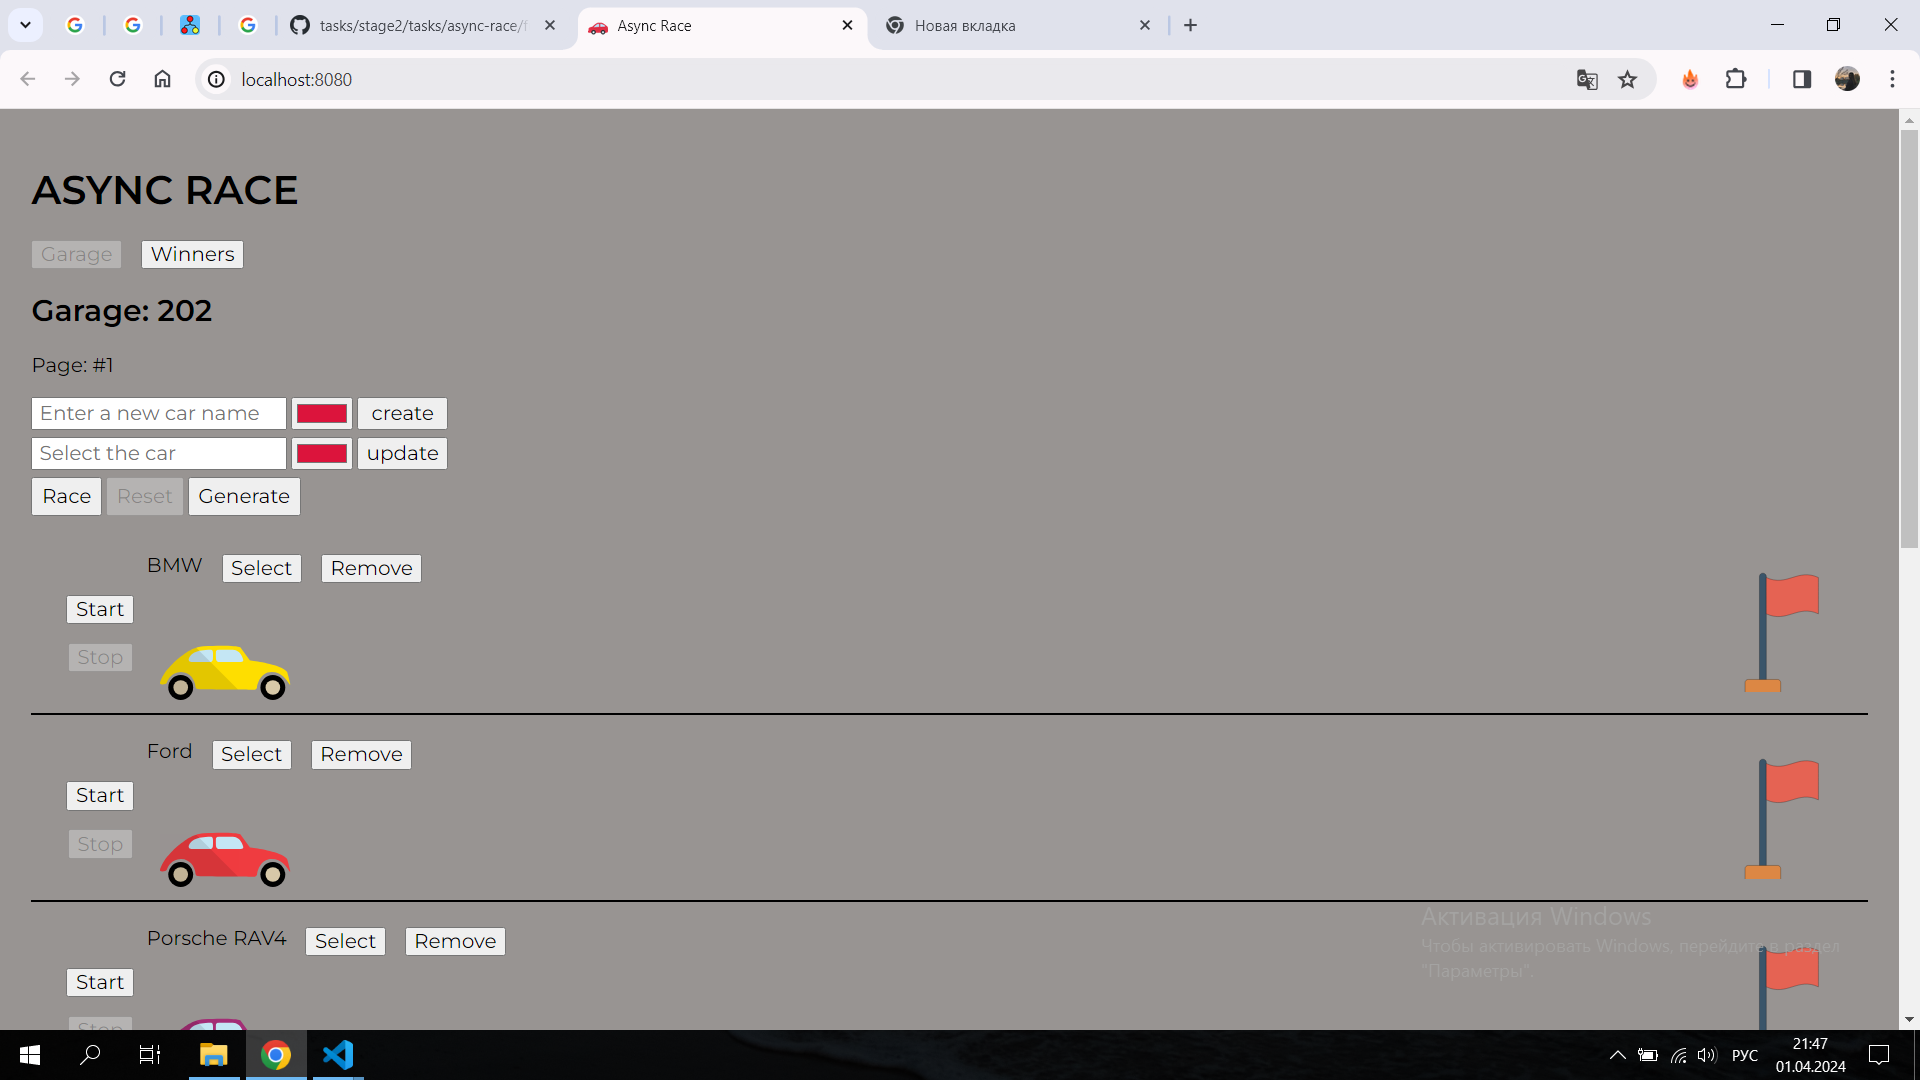 tasks/stage2/tasks/async-race/
Async Race
Новая вкладка
localhost:8080
ASYNC RACE
Garage
Winners
Garage: 202
Page: #1
Enter a new car name
create
Select the car
update
Race
Reset
Generate
BMW
Select
Remove
Start
Stop
Ford
Select
Remove
Start
Stop
Porsche RAV4
Select
Remove
Start
Stop
Активация Windows
Чтобы активировать Windows, перейдите в раздел
"Параметры".
РУС
21:47
01.04.2024